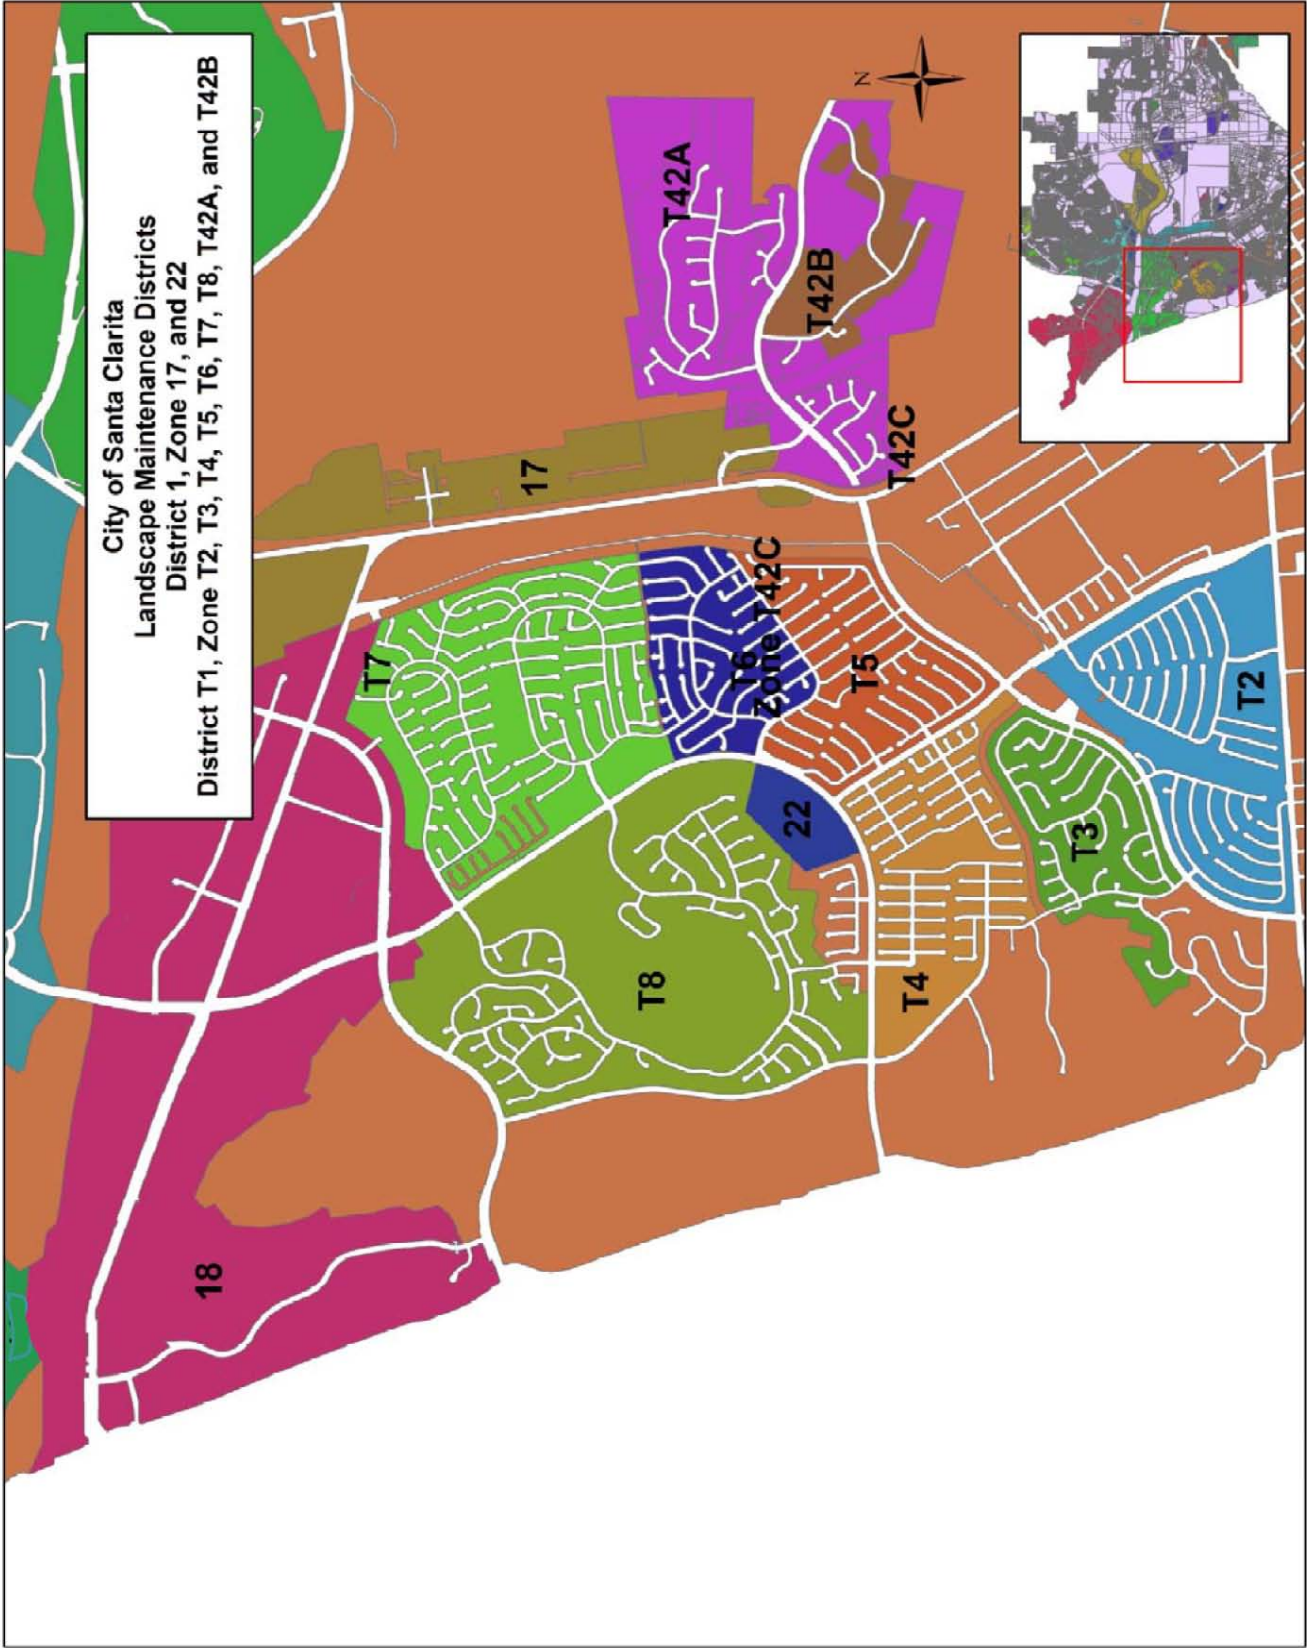 City of Santa Clarita
Landscape Maintenance Districts
District 1, Zone 17, and 22
District T1, Zone T2, T3, T4, T5, T6, T7, T8, T42A, and T42B
N
18
T7
17
T42A
T8
T6
Zone T42C
T42B
22
T5
T42C
T4
T3
T2